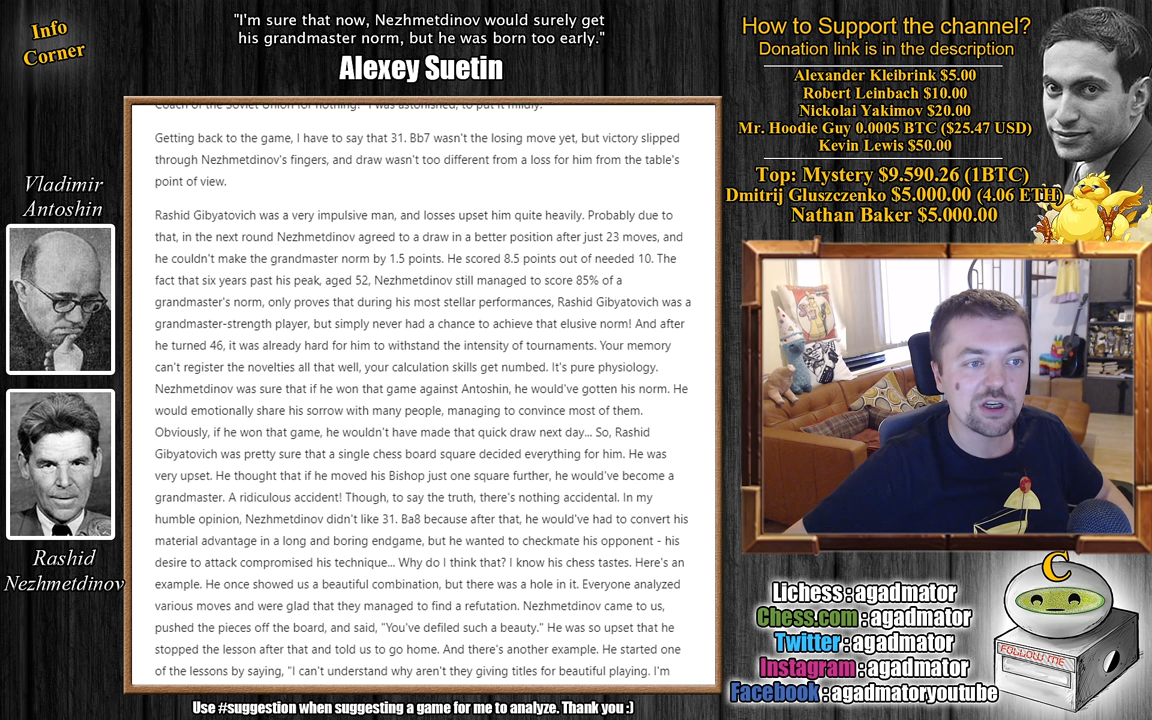 Info
Corner
"I'm sure that now, Nezhmetdinov would surely get
his grandmaster norm, but he was born too early."
Alexey Suetin
Vladimir
Antoshin
Rashid
Nezhmetdinov
Coach of the Soviet Union for nothing!" I was astonished, to put it mildly.
Getting back to the game, I have to say that 31. Bb7 wasn't the losing move yet, but victory slipped
through Nezhmetdinov's fingers, and draw wasn't too different from a loss for him from the table's
point of view.
Rashid Gibyatovich was a very impulsive man, and losses upset him quite heavily. Probably due to
that, in the next round Nezhmetdinov agreed to a draw in a better position after just 23 moves, and
he couldn't make the grandmaster norm by 1.5 points. He scored 8.5 points out of needed 10. The
fact that six years past his peak, aged 52, Nezhmetdinov still managed to score 85% of a
grandmaster's norm, only proves that during his most stellar performances, Rashid Gibyatovich was a
grandmaster-strength player, but simply never had a chance to achieve that elusive norm! And after
he turned 46, it was already hard for him to withstand the intensity of tournaments. Your memory
can't register the novelties all that well, your calculation skills get numbed. It's pure physiology.
Nezhmetdinov was sure that if he won that game against Antoshin, he would've gotten his norm. He
would emotionally share his sorrow with many people, managing to convince most of them.
Obviously, if he won that game, he wouldn't have made that quick draw next day... So, Rashid
Gibyatovich was pretty sure that a single chess board square decided everything for him. He was
very upset. He thought that if he moved his Bishop just one square further, he would've become a
grandmaster. A ridiculous accident! Though, to say the truth, there's nothing accidental. In my
humble opinion, Nezhmetdinov didn't like 31. Ba8 because after that, he would've had to convert his
material advantage in a long and boring endgame, but he wanted to checkmate his opponent - his
desire to attack compromised his technique... Why do I think that? I know his chess tastes. Here's an
example. He once showed us a beautiful combination, but there was a hole in it. Everyone analyzed
various moves and were glad that they managed to find a refutation. Nezhmetdinov came to us,
pushed the pieces off the board, and said, "You've defiled such a beauty." He was so upset that he
stopped the lesson after that and told us to go home. And there's another example. He started one
of the lessons by saying, "I can't understand why aren't they giving titles for beautiful playing. I'm
Use #suggestion when suggesting a game for me to analyze. Thank you :)
How to Support the channel?
Donation link is in the description
Alexander Kleibrink $5.00
Robert Leinbach $10.00
Nickolai Yakimov $20.00
Mr. Hoodie Guy 0.0005 BTC ($25.47 USD)
Kevin Lewis $50.00
Top: Mystery $9.590.26 (1BTC)
Dmitrij Gluszczenko $5.000.00 (4.06 ETH)
Nathan Baker $5.000.00
Lichess : agadmator
Chess.com : agadmator
Twitter : agadmator
Instagram : agadmator
Facebook : agadmatoryoutube
C
FOLLOW ME